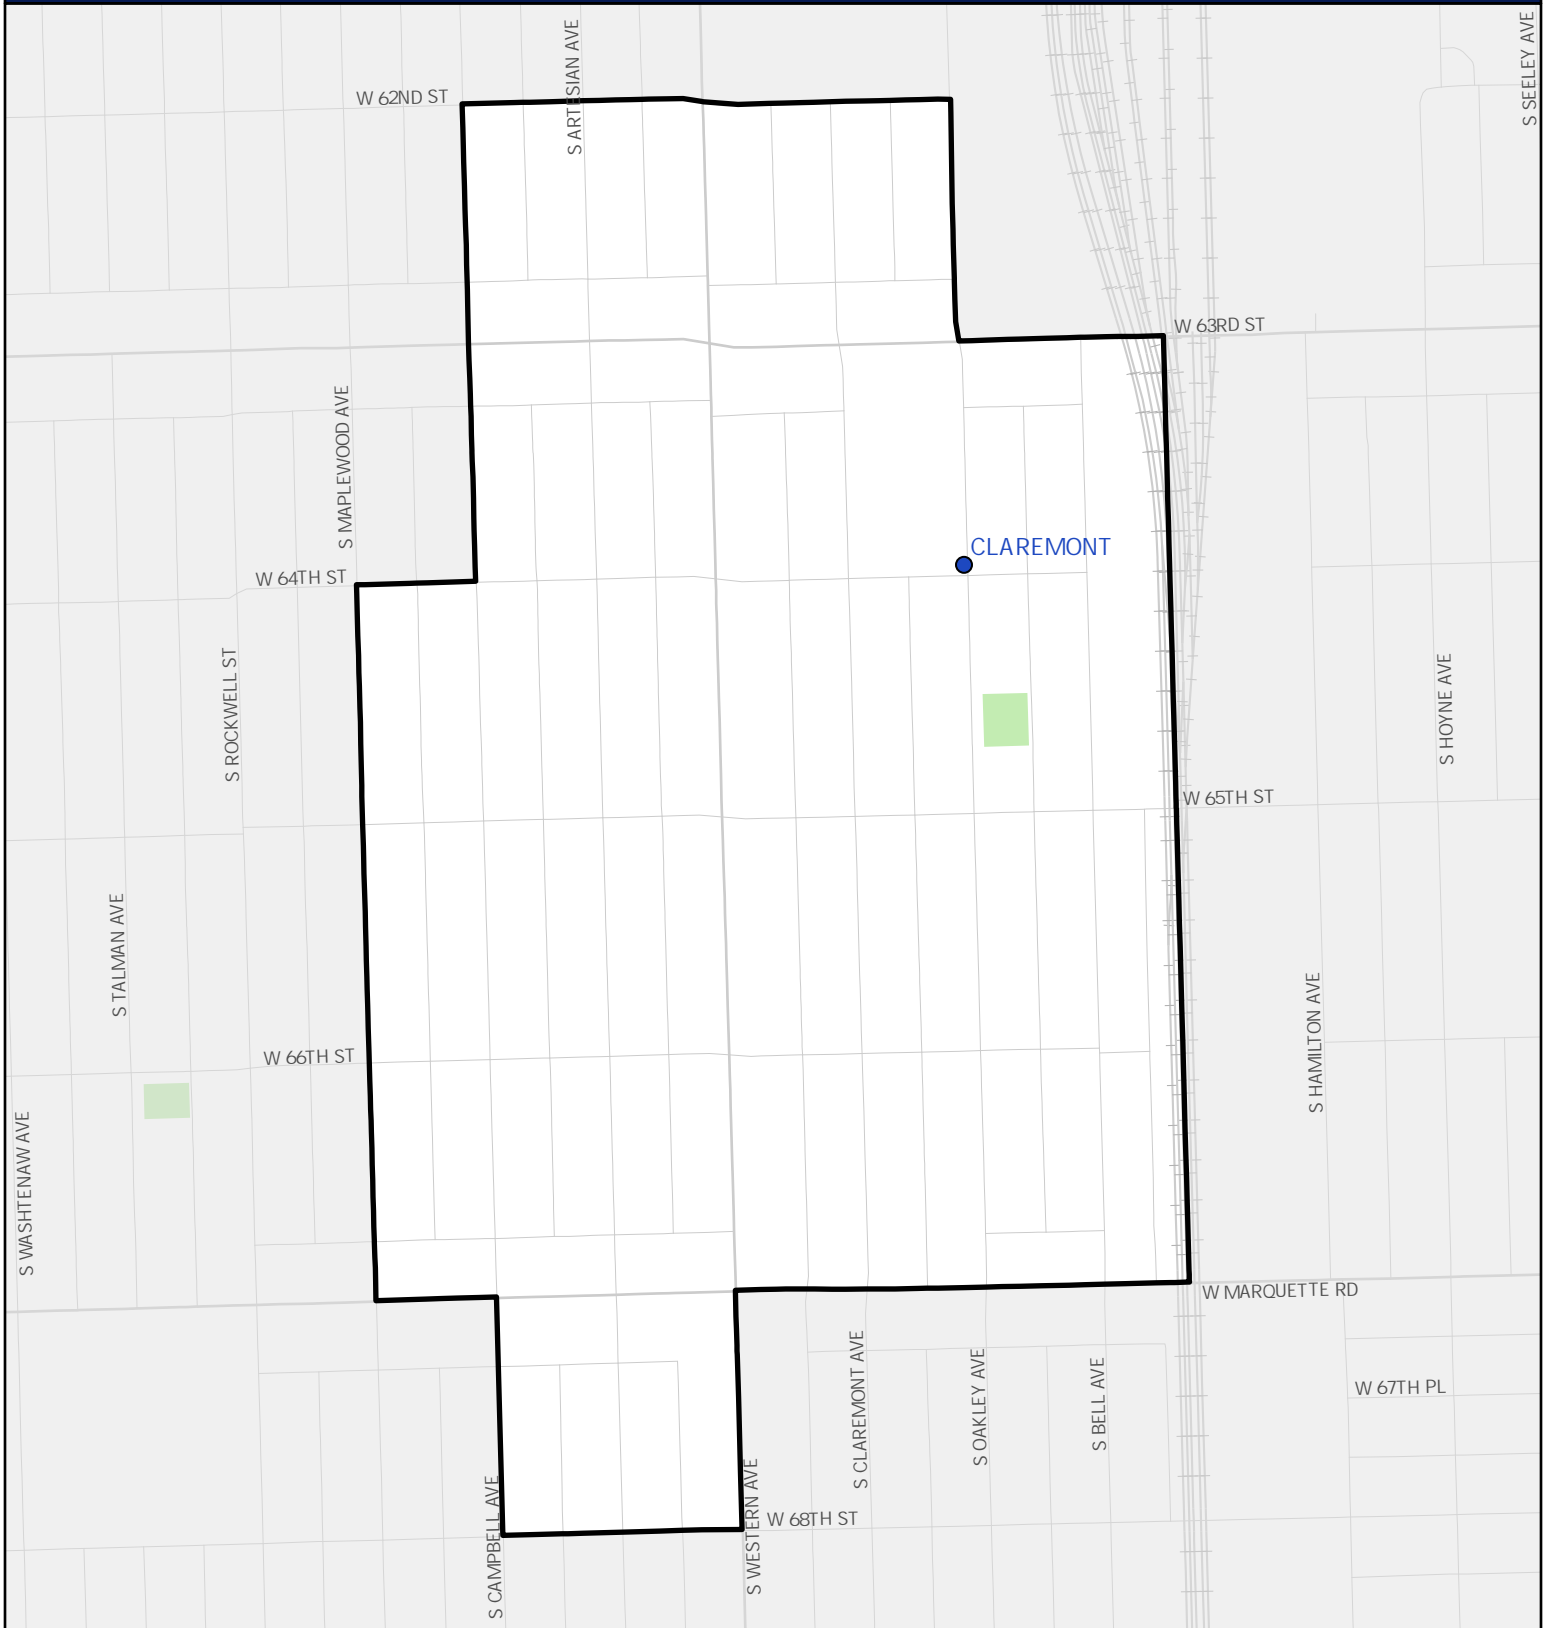 S SEELEY AVE
S ARTESIAN AVE
W 62ND ST
W 63RD ST
S MAPLEWOOD AVE
CLAREMONT
W 64TH ST
S ROCKWELL ST
S HOYNE AVE
W 65TH ST
S TALMAN AVE
S HAMILTON AVE
W 66TH ST
S WASHTENAW AVE
W MARQUETTE RD
S CLAREMONT AVE
S OAKLEY AVE
S BELL AVE
W 67TH PL
S CAMPBELL AVE
S WESTERN AVE
W 68TH ST